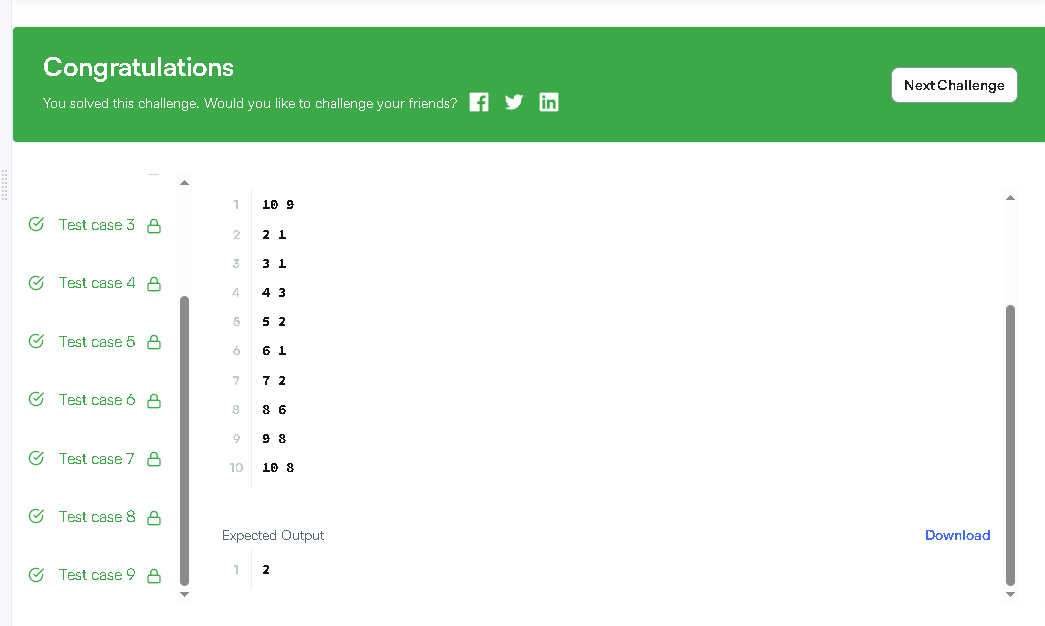 Congratulations
You solved this challenge. Would you like to challenge your friends?
Next Challenge
Test case 3
Test case 4
Test case 5
Test case 6
Test case 7
Test case 8
Test case 9
1 10 9
2 2 1
3 3 1
4 4 3
5 5 2
6 6 1
7 7 2
8 8 6
9 9 8
10 10 8
Expected Output
Download
1 2